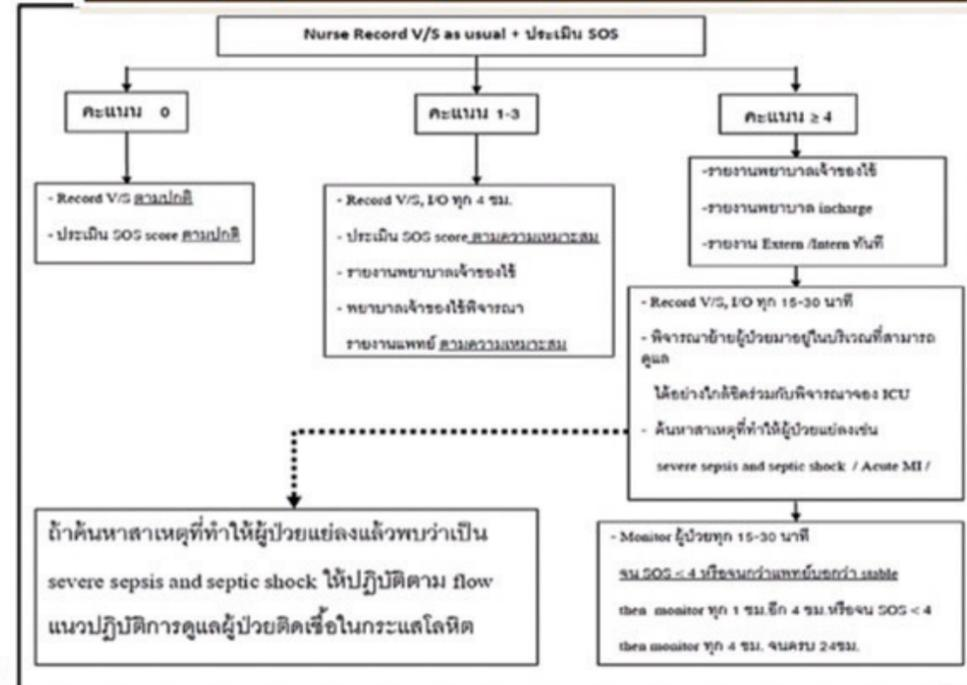 Nurse Record V/S as usual + ประเมิน SOS
คะแนน 0
คะแนน 1-3
คะแนน ≥ 4
- Record V/S ตามปกติ
- ประเมิน SOS score ตามปกติ
- Record V/S, I/O ทุก 4 ชม.
- ประเมิน SOS score ตามความเหมาะสม
- รายงานพยาบาลเจ้าของไข้
- พยาบาลเจ้าของไข้พิจารณา
รายงานแพทย์ ตามความเหมาะสม
-รายงานพยาบาลเจ้าของไข้
-รายงานพยาบาล incharge
-รายงาน Extern /Intern ทันที
- Record V/S, I/O ทุก 15-30 นาที
- พิจารณาย้ายผู้ป่วยมาอยู่ในบริเวณที่สามารถ
ดูแล
ได้อย่างใกล้ชิดร่วมกับพิจารณาจอง ICU
- ค้นหาสาเหตุที่ทำให้ผู้ป่วยแย่ลงเช่น
severe sepsis and septic shock / Acute MI /
ถ้าค้นหาสาเหตุที่ทำให้ผู้ป่วยแย่ลงแล้วพบว่าเป็น
severe sepsis and septic shock ให้ปฏิบัติตาม flow
แนวปฏิบัติการดูแลผู้ป่วยติดเชื้อในกระแสโลหิต
- Monitor ผู้ป่วยทุก 15-30 นาที
จน SOS < 4 หรือจนกว่าแพทย์บอกว่า stable
then monitor ทุก 1 ชม.อีก 4 ชม.หรือจน SOS < 4
then monitor ทุก 4 ชม. จนครบ 24ชม.